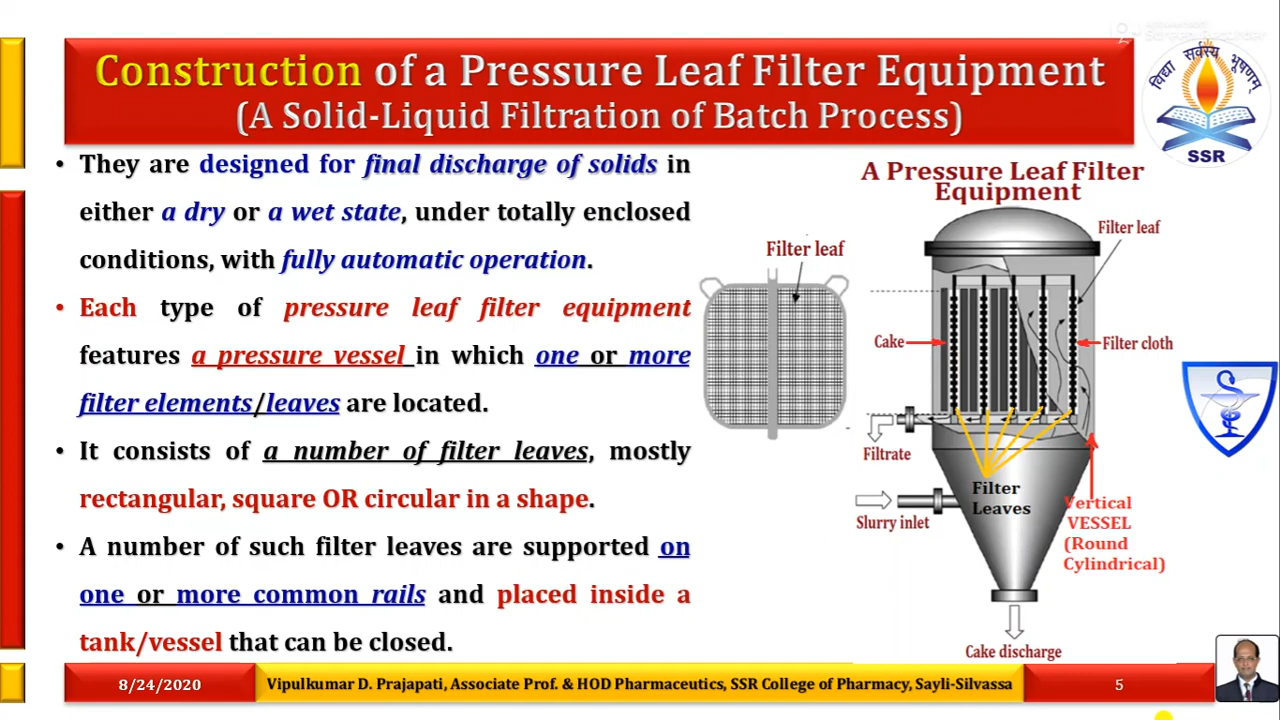 Construction of a Pressure Leaf Filter Equipment
(A Solid-Liquid Filtration of Batch Process)
विद्या सर्वस्य भूषणम्
SSR
• They are designed for final discharge of solids in
either a dry or a wet state, under totally enclosed
conditions, with fully automatic operation.
• Each type of pressure leaf filter equipment
features a pressure vessel in which one or more
filter elements/leaves are located.
• It consists of a number of filter leaves, mostly
rectangular, square OR circular in a shape.
• A number of such filter leaves are supported on
one or more common rails and placed inside a
tank/vessel that can be closed.
A Pressure Leaf Filter
Equipment
Filter leaf
Filter leaf
Cake
Filter cloth
Filtrate
Filter
Leaves
Slurry inlet
Vertical
VESSEL
(Round
Cylindrical)
Cake discharge
8/24/2020
Vipulkumar D. Prajapati, Associate Prof. & HOD Pharmaceutics, SSR College of Pharmacy, Sayli-Silvassa
5